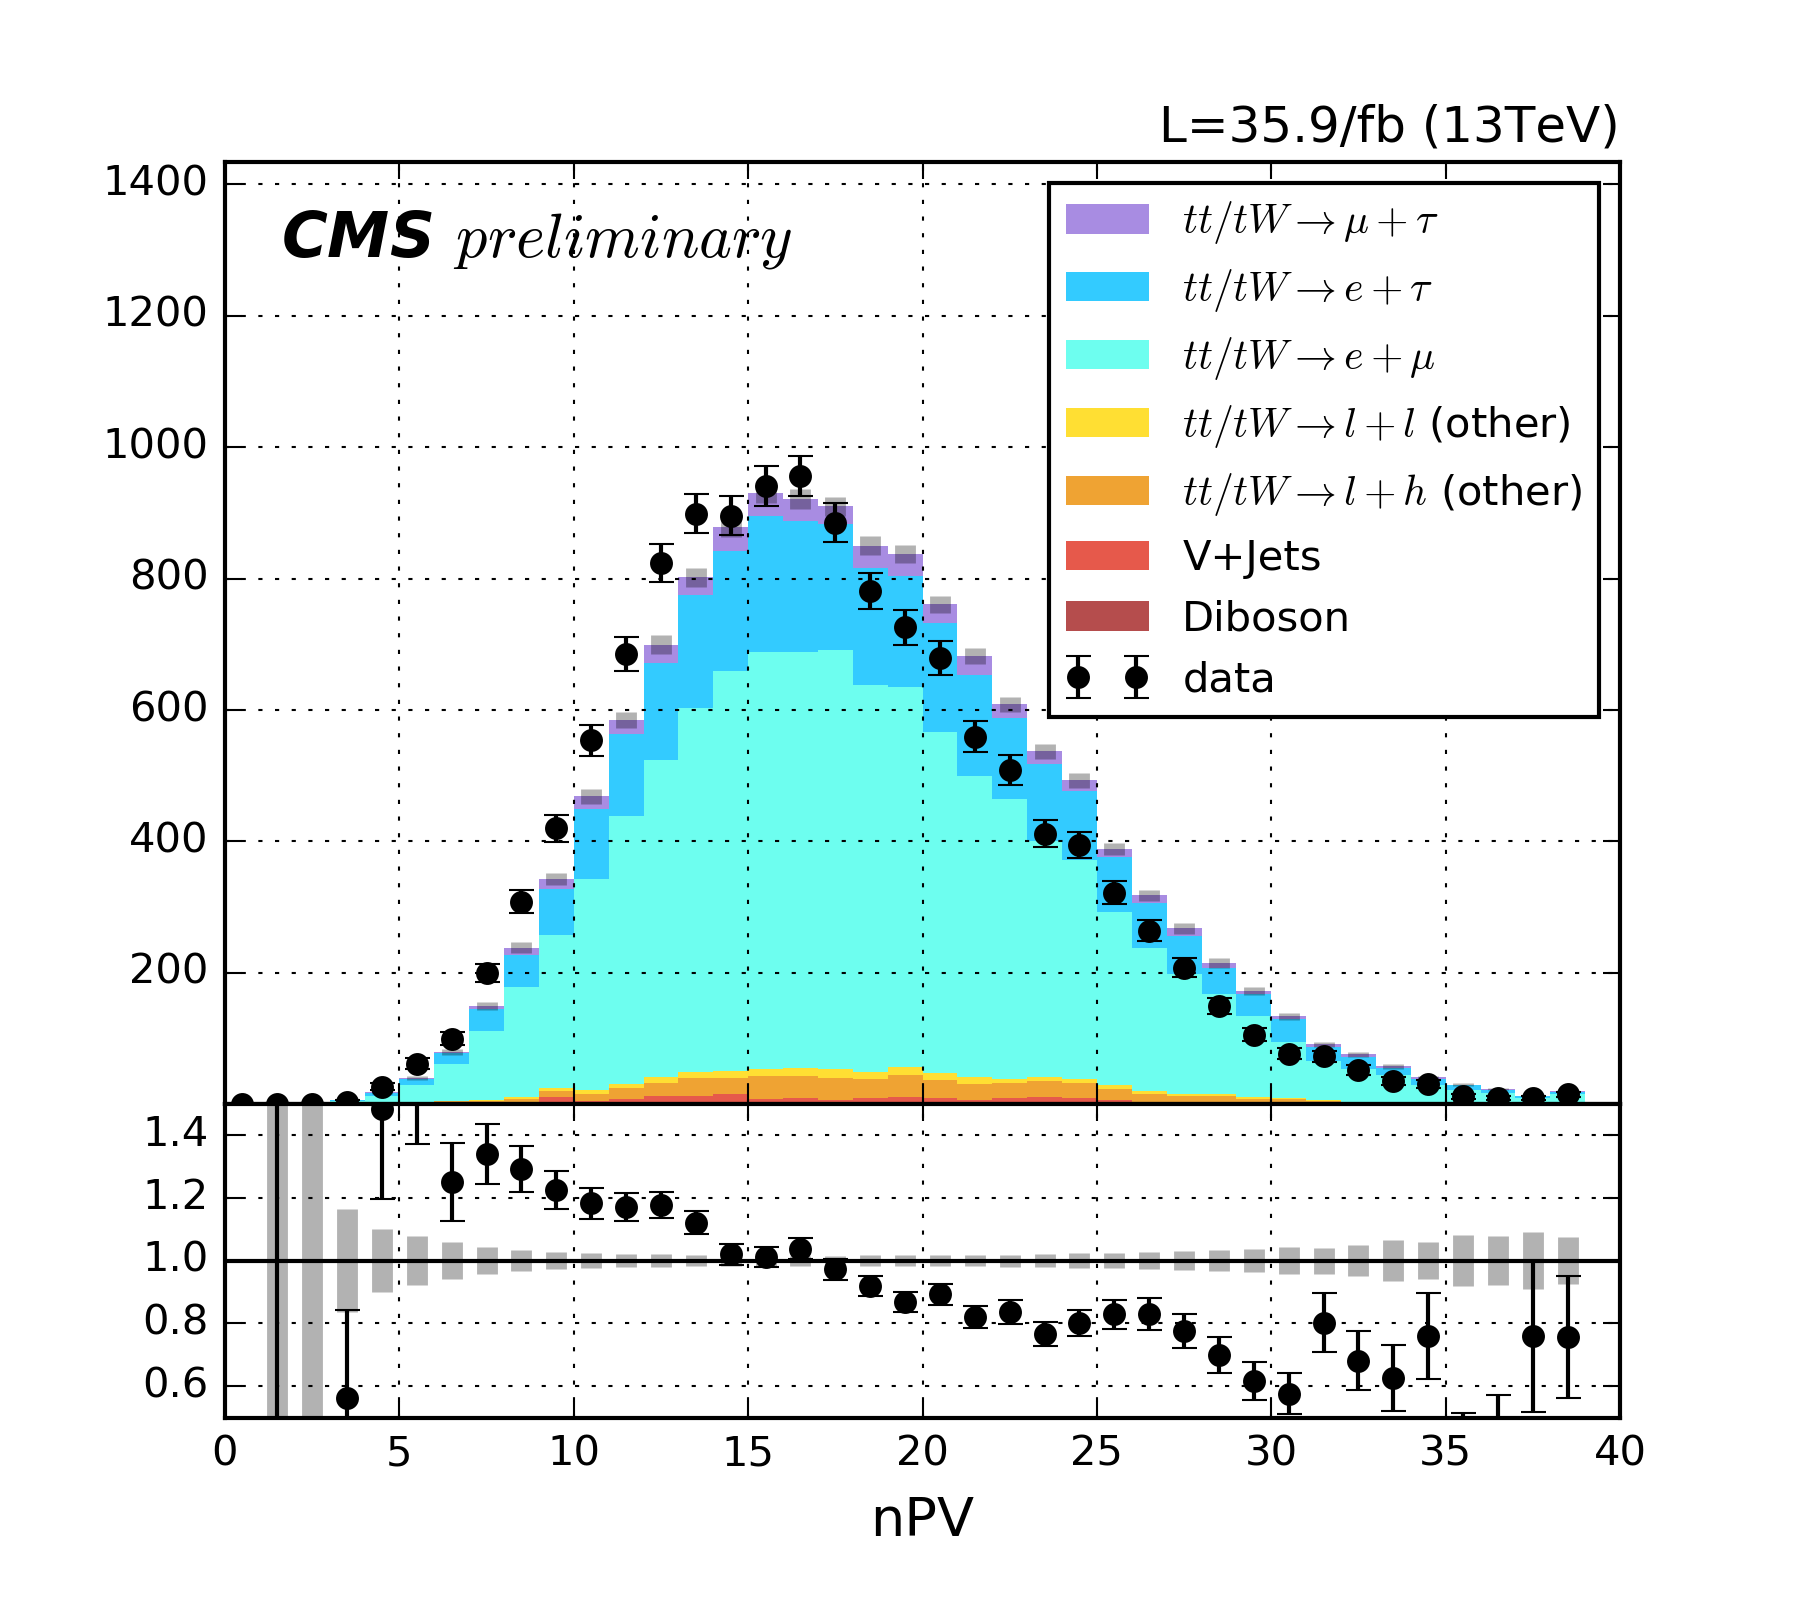 L=35.9/fb (13TeV)
1400
CMS preliminary
1200
1000
800
600
400
200
tt/tW→μ+τ
tt/tW→e+τ
tt/tW→e+μ
tt/tW→l+l (other)
tt/tW→l+h (other)
V+Jets
Diboson
data
1.4
1.2
1.0
0.8
0.6
0 5 10 15 20 25 30 35 40
nPV